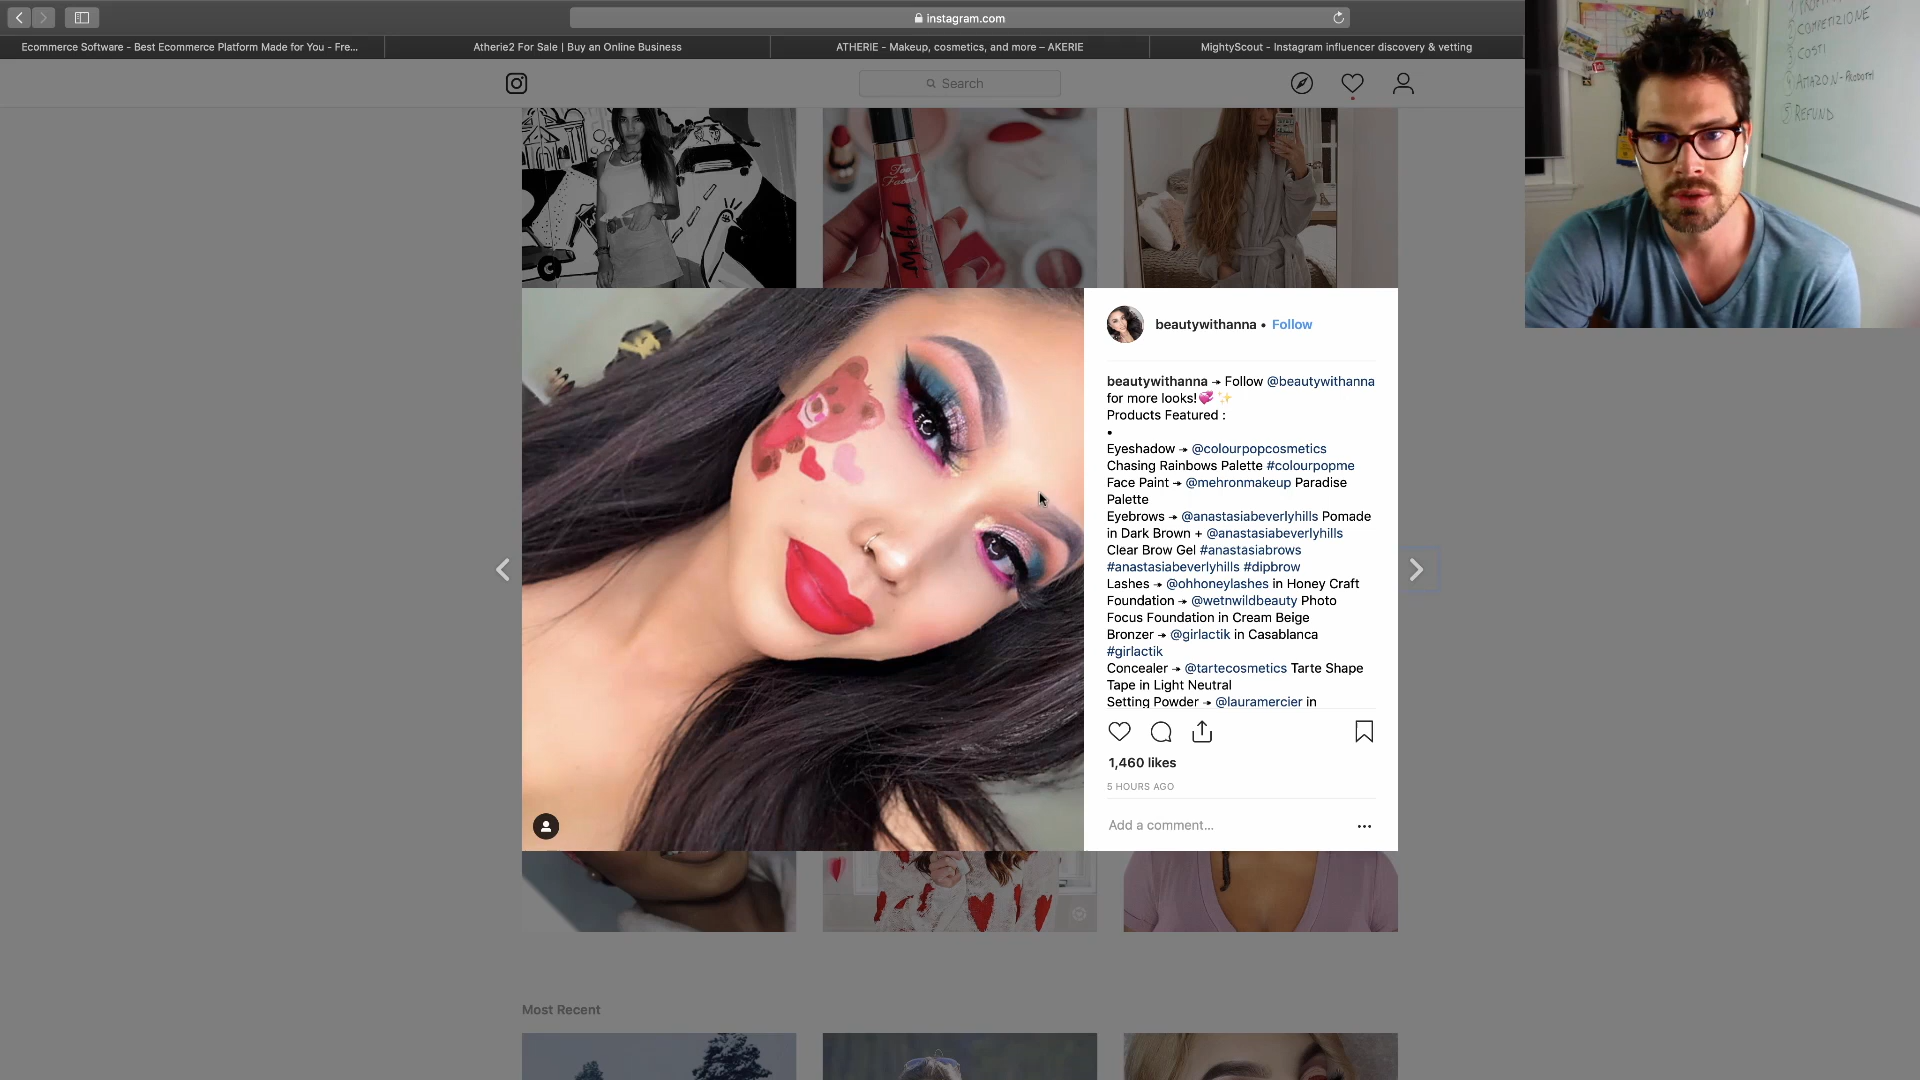 instagram.com
Ecommerce Software - Best Ecommerce Platform Made for You - Fre...
Atherie2 For Sale | Buy an Online Business
ATHERIE - Makeup, cosmetics, and more – AKERIE
MightyScout - Instagram influencer discovery & vetting
COMPETIZIONE
COSTI
AMAZON - PRODOTTI
REFUND
Search
Too Faced
Melted
beautywithanna • Follow
beautywithanna ➛ Follow @beautywithanna
for more looks!💞✨
Products Featured :
•
Eyeshadow ➛ @colourpopcosmetics
Chasing Rainbows Palette #colourpopme
Face Paint ➛ @mehronmakeup Paradise
Palette
Eyebrows ➛ @anastasiabeverlyhills Pomade
in Dark Brown + @anastasiabeverlyhills
Clear Brow Gel #anastasiabrows
#anastasiabeverlyhills #dipbrow
Lashes ➛ @ohhoneylashes in Honey Craft
Foundation ➛ @wetnwildbeauty Photo
Focus Foundation in Cream Beige
Bronzer ➛ @girlactik in Casablanca
#girlactik
Concealer ➛ @tartecosmetics Tarte Shape
Tape in Light Neutral
Setting Powder ➛ @lauramercier in
1,460 likes
5 HOURS AGO
Add a comment...
Most Recent